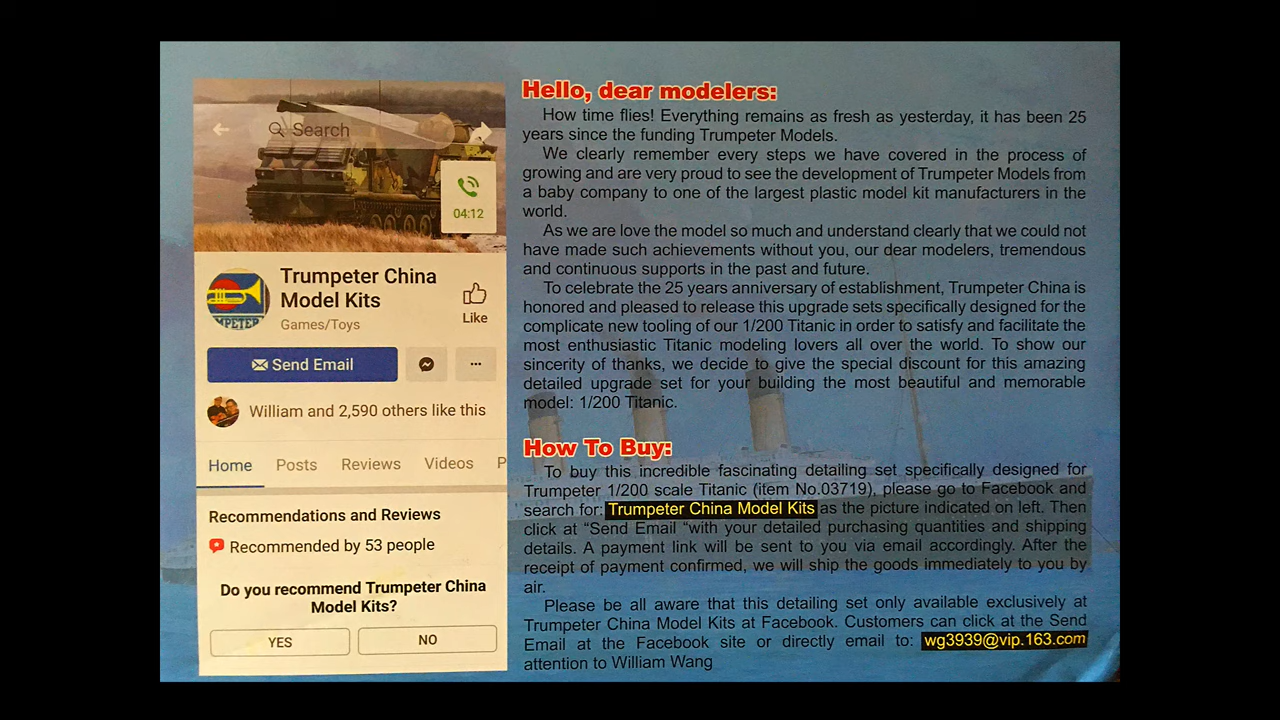 Search
04:12
Trumpeter China
Model Kits
Games/Toys
Like
Send Email
William and 2,590 others like this
Home Posts Reviews Videos P
Recommendations and Reviews
Recommended by 53 people
Do you recommend Trumpeter China
Model Kits?
YES NO
Hello, dear modelers:
How time flies! Everything remains as fresh as yesterday, it has been 25
years since the funding Trumpeter Models.
We clearly remember every steps we have covered in the process of
growing and are very proud to see the development of Trumpeter Models from
a baby company to one of the largest plastic model kit manufacturers in the
world.
As we are love the model so much and understand clearly that we could not
have made such achievements without you, our dear modelers, tremendous
and continuous supports in the past and future.
To celebrate the 25 years anniversary of establishment, Trumpeter China is
honored and pleased to release this upgrade sets specifically designed for the
complicate new tooling of our 1/200 Titanic in order to satisfy and facilitate the
most enthusiastic Titanic modeling lovers all over the world. To show our
sincerity of thanks, we decide to give the special discount for this amazing
detailed upgrade set for your building the most beautiful and memorable
model: 1/200 Titanic.
How To Buy:
To buy this incredible fascinating detailing set specifically designed for
Trumpeter 1/200 scale Titanic (item No.03719), please go to Facebook and
search for: Trumpeter China Model Kits as the picture indicated on left. Then
click at “Send Email “with your detailed purchasing quantities and shipping
details. A payment link will be sent to you via email accordingly. After the
receipt of payment confirmed, we will ship the goods immediately to you by
air.
Please be all aware that this detailing set only available exclusively at
Trumpeter China Model Kits at Facebook. Customers can click at the Send
Email at the Facebook site or directly email to: wg3939@vip.163.com
attention to William Wang